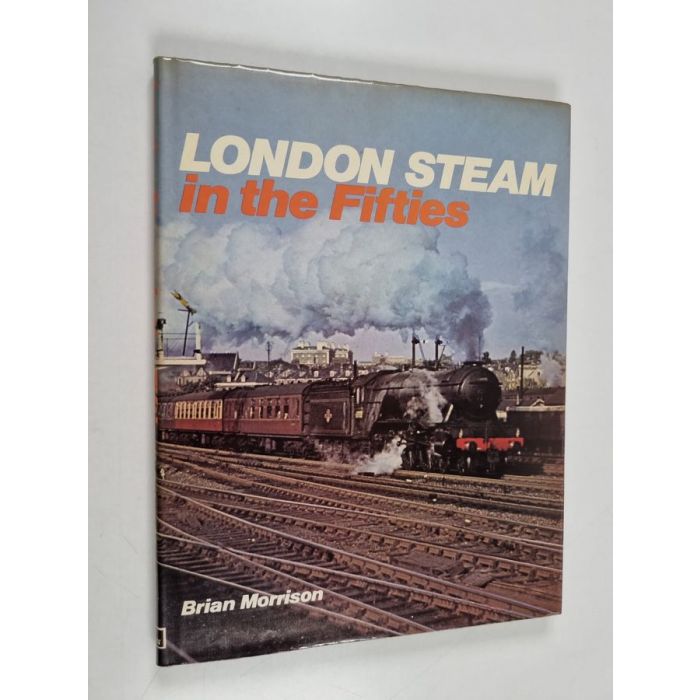 LONDON STEAM
in the Fifties
Brian Morrison